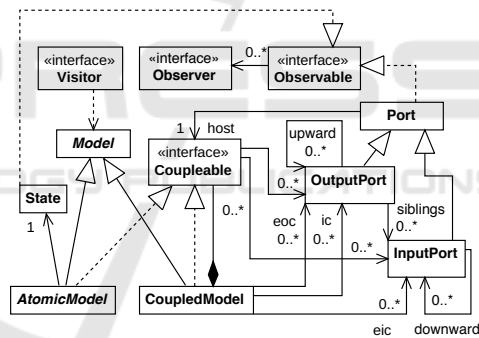 «interface»
Visitor
«interface»
Observer
0..*
«interface»
Observable
Port
1
host
upward
0..*
Model
«interface»
Coupleable
0..*
OutputPort
State
1
0..*
eoc
0..*
ic
0..*
siblings
0..*
0..*
InputPort
AtomicModel
CoupledModel
0..*
0..*
eic
downward